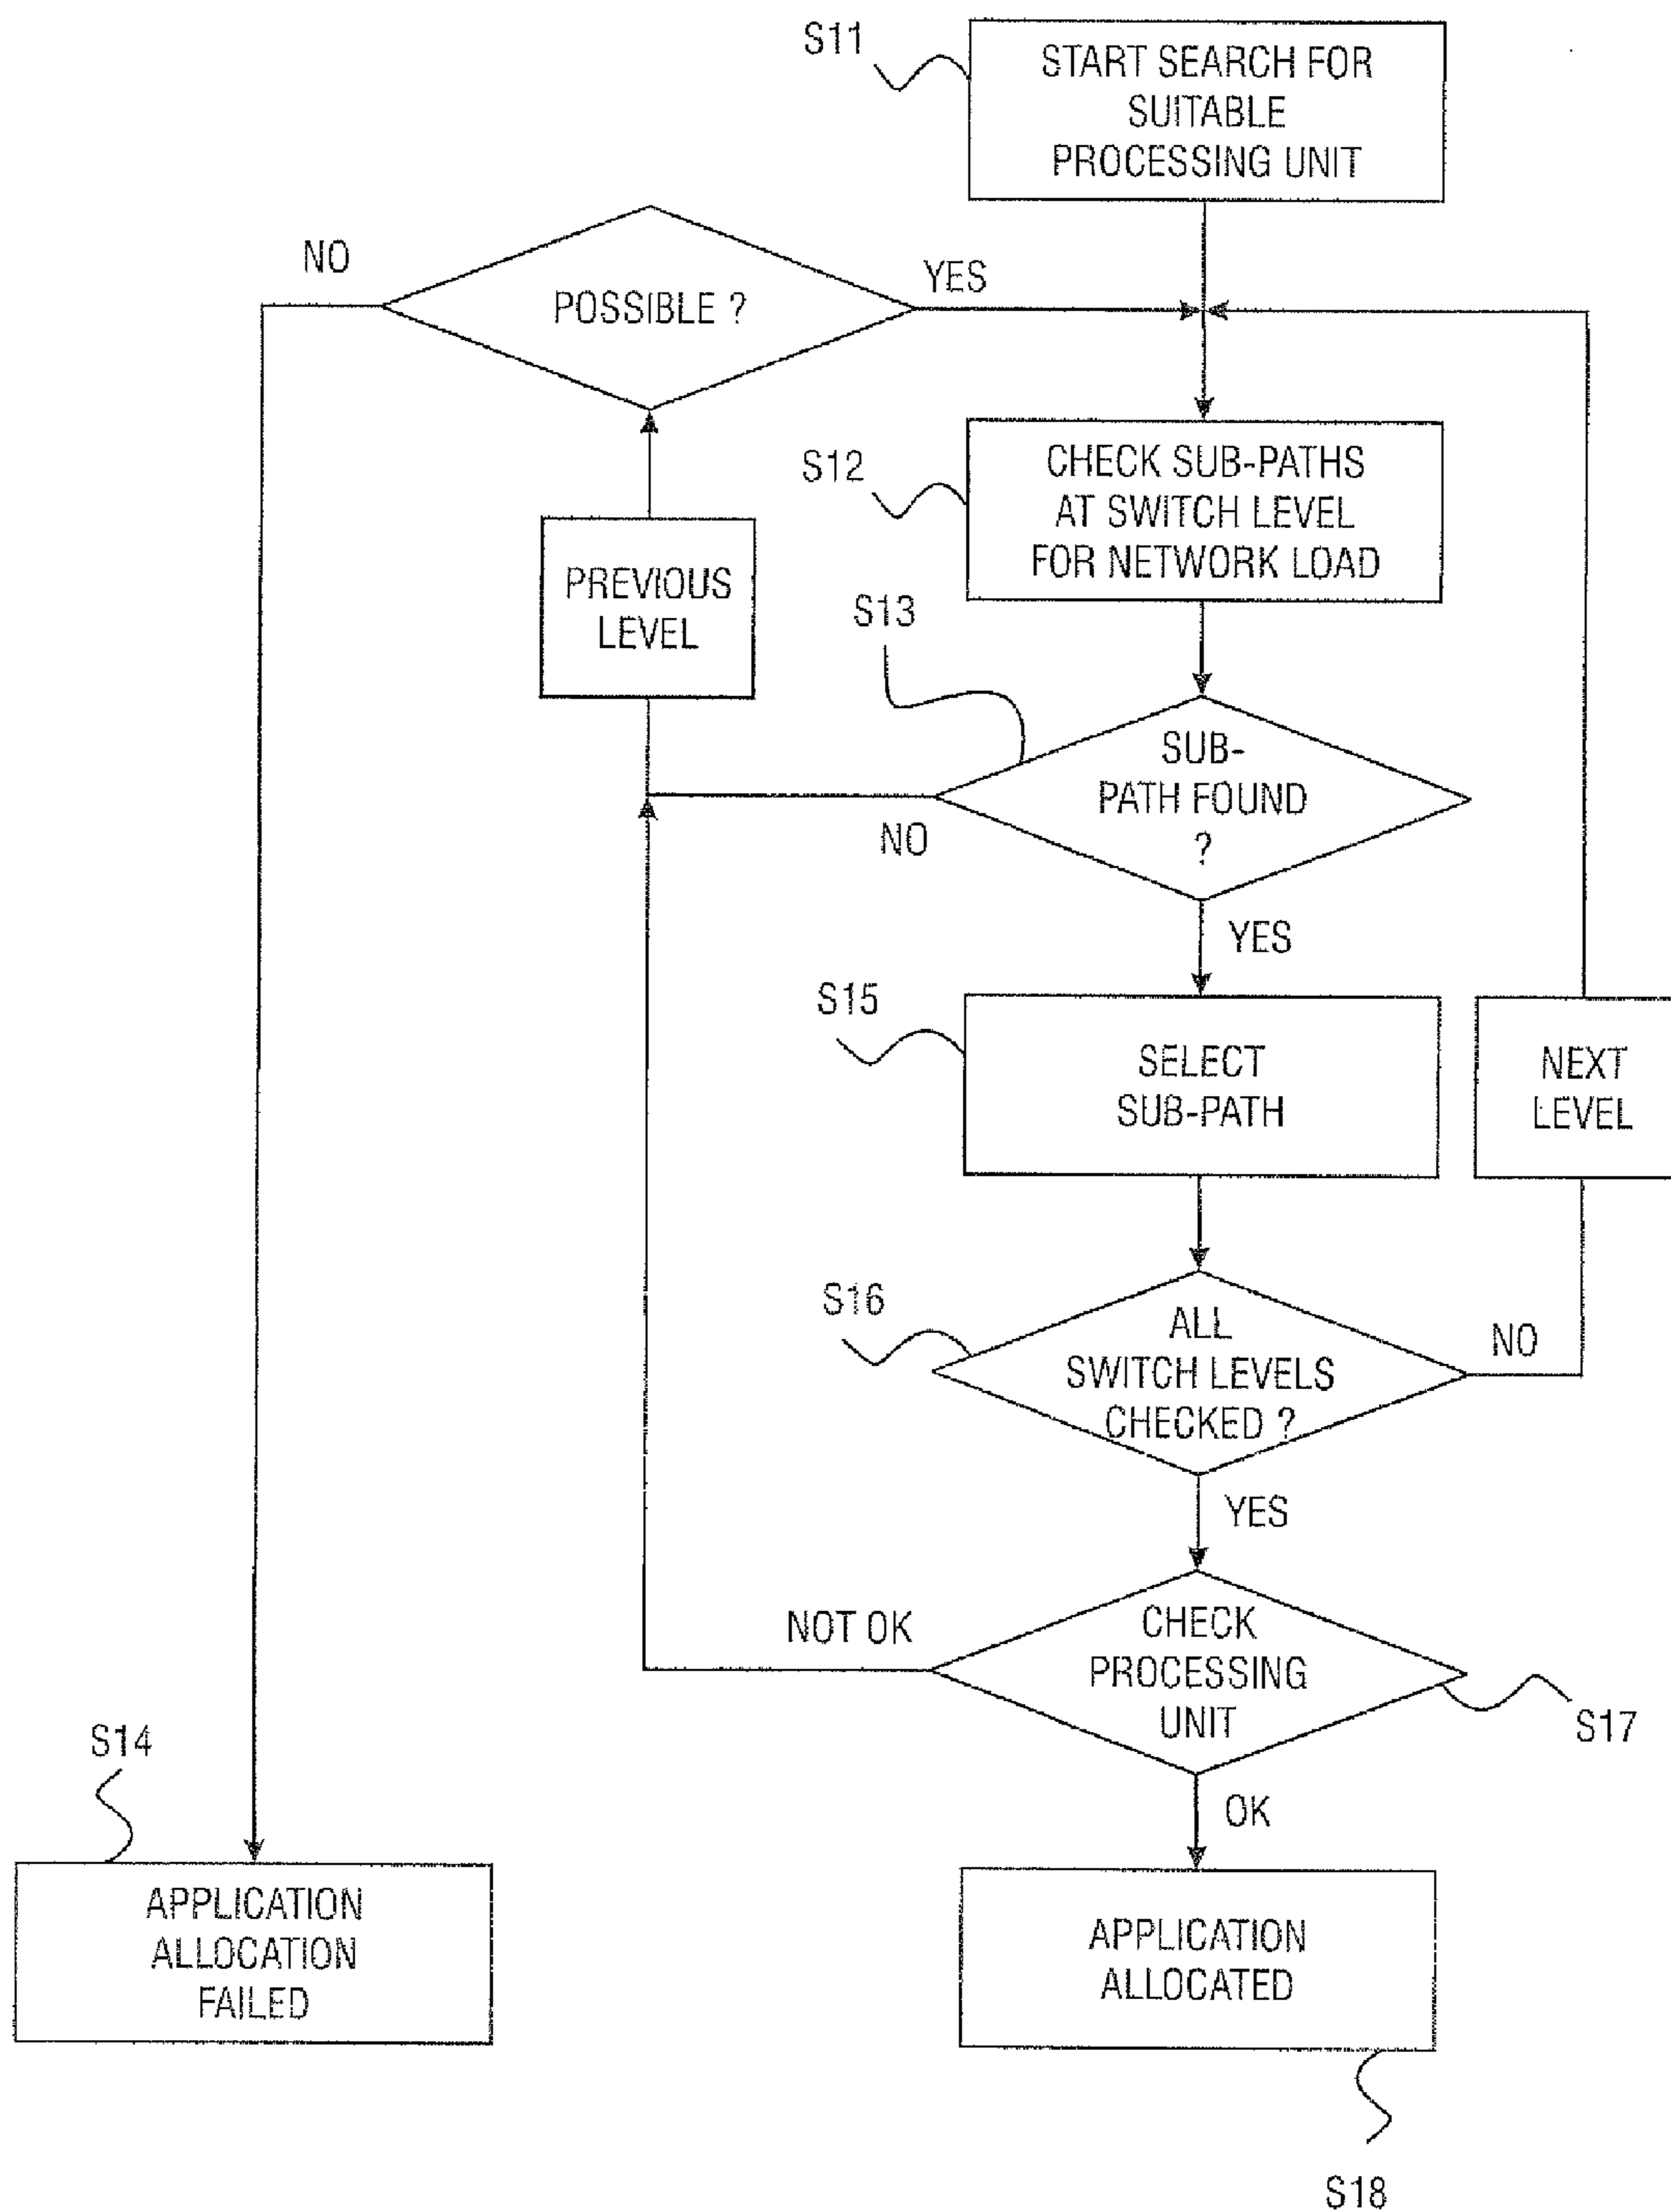 S11
START SEARCH FOR
SUITABLE
PROCESSING UNIT
NO
POSSIBLE ?
YES
S12
CHECK SUB-PATHS
AT SWITCH LEVEL
FOR NETWORK LOAD
PREVIOUS
LEVEL
S13
SUB-
PATH FOUND
?
NO
YES
S15
SELECT
SUB-PATH
NEXT
LEVEL
S16
ALL
SWITCH LEVELS
CHECKED ?
NO
YES
NOT OK
CHECK
PROCESSING
UNIT
S17
S14
OK
APPLICATION
ALLOCATION
FAILED
APPLICATION
ALLOCATED
S18